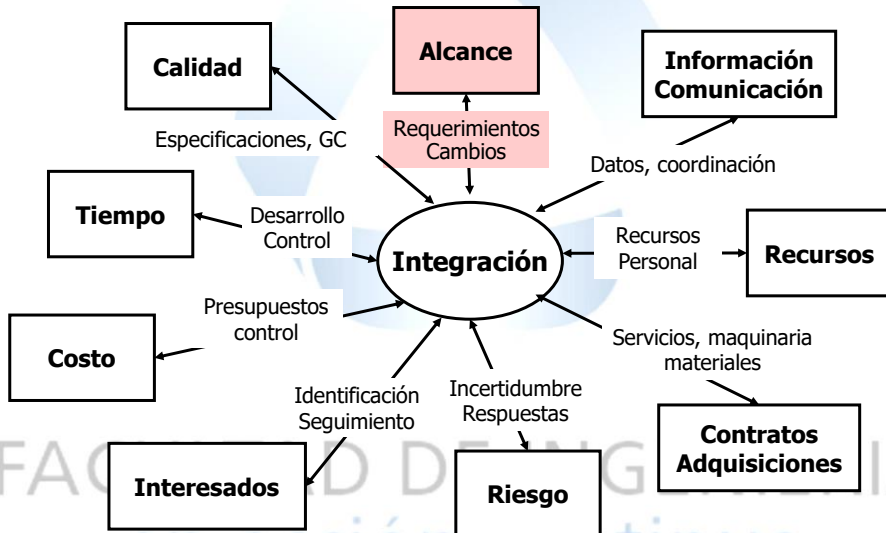 Calidad
Alcance
Información
Comunicación
Especificaciones, GC
Requerimientos
Cambios
Datos, coordinación
Tiempo
Desarrollo
Control
Integración
Recursos
Personal
Recursos
Presupuestos
control
Costo
Servicios, maquinaria
materiales
Identificación
Seguimiento
Incertidumbre
Respuestas
Contratos
Adquisiciones
Interesados
Riesgo